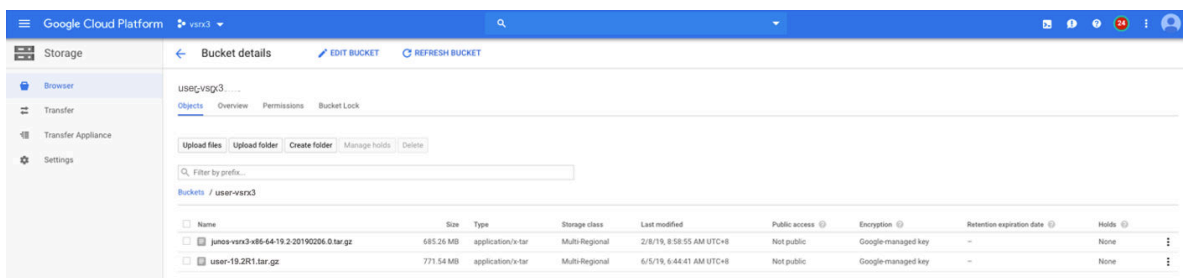 Google Cloud Platform vsrx3 24
Storage Bucket details EDIT BUCKET REFRESH BUCKET
Browser
Transfer
Transfer Appliance
Settings
user-vsrx3
Objects Overview Permissions Bucket Lock
Upload files Upload folder Create folder Manage holds Delete
Filter by prefix...
Buckets / user-vsrx3
Name Size Type Storage class Last modified Public access Encryption Retention expiration date Holds
junos-vsrx3-x86-64-19.2-20190206.0.tar.gz 685.26 MB application/x-tar Multi-Regional 2/8/19, 8:58:55 AM UTC+8 Not public Google-managed key – None
user-19.2R1.tar.gz 771.54 MB application/x-tar Multi-Regional 6/5/19, 6:44:41 AM UTC+8 Not public Google-managed key – None